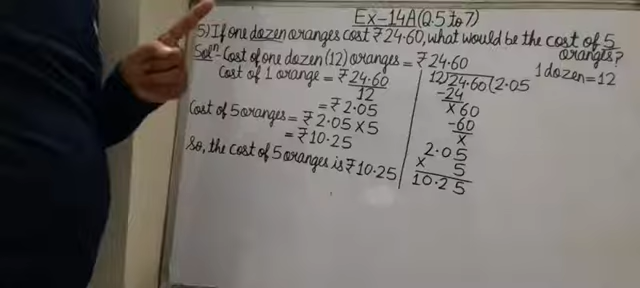 Ex-14A(Q.5 to 7)
5) If one dozen oranges cost ₹24.60, what would be the cost of 5 oranges?
Solⁿ- Cost of one dozen (12) oranges = ₹24.60
1 dozen = 12
Cost of 1 orange = ₹24.60
12
= ₹2.05
Cost of 5 oranges = ₹2.05 x 5
= ₹10.25
So, the cost of 5 oranges is ₹10.25
12)24.60(2.05
-24
x60
-60
x
2.05
x 5
10.25